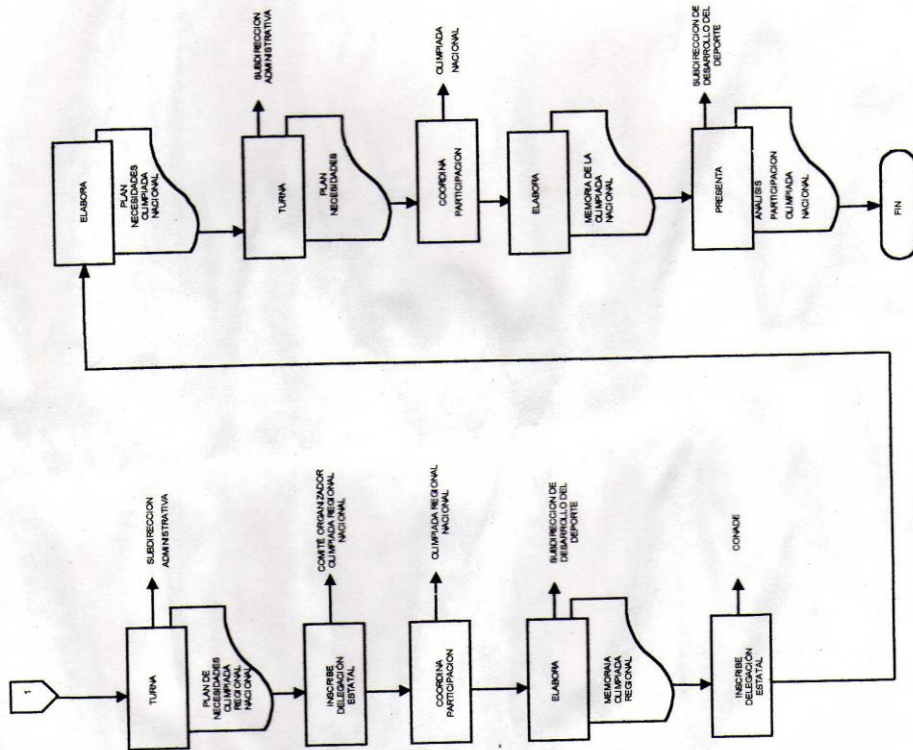 1
TURNA
SUBDIRECCION
ADMINISTRATIVA
PLAN DE
NECESIDADES
OLIMPIADA
REGIONAL
NACIONAL
INSCRIBE
DELEGACION
ESTATAL
COMITÉ ORGANIZADOR
OLIMPIADA REGIONAL
NACIONAL
COORDINA
PARTICIPACION
OLIMPIADA REGIONAL
NACIONAL
ELABORA
SUBDIRECCION DE
DESARROLLO DEL
DEPORTE
MEMORAIA
OLIMPIADA
REGIONAL
INSCRIBE
DELEGACIÓN
ESTATAL
CONADE
ELABORA
PLAN
NECESIDADES
OLIMPIADA
NACIONAL
TURNA
SUBDIRECCION
ADMINISTRATIVA
PLAN
NECESIDADES
COORDINA
PARTICIPACION
OLIMPIADA
NACIONAL
ELABORA
MEMORIA DE LA
OLIMPIADA
NACIONAL
PRESENTA
SUBDIRECCION DE
DESARROLLO DEL
DEPORTE
ANÁLISIS
PARTICIPACION
OLIMPIADA
NACIONAL
FIN